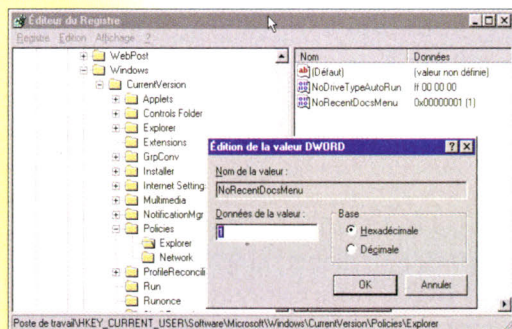 Éditeur du Registre
Registre Edition Affichage ?
WebPost
Windows
CurrentVersion
Applets
Controls Folder
Explorer
Extensions
GrpConv
Installer
Internet Setting
Multimedia
NotificationMgr
Policies
Explorer
Network
ProfileReconcili
Run
Runonce
Nom Données
ab (Défaut) (valeur non définie)
NoDriveTypeAutoRun ff 00 00 00
NoRecentDocsMenu 0x00000001 (1)
Édition de la valeur DWORD
Nom de la valeur :
NoRecentDocsMenu
Données de la valeur :
1
Base
Hexadécimale
Décimale
OK Annuler
Poste de travail\HKEY_CURRENT_USER\Software\Microsoft\Windows\CurrentVersion\Policies\Explorer